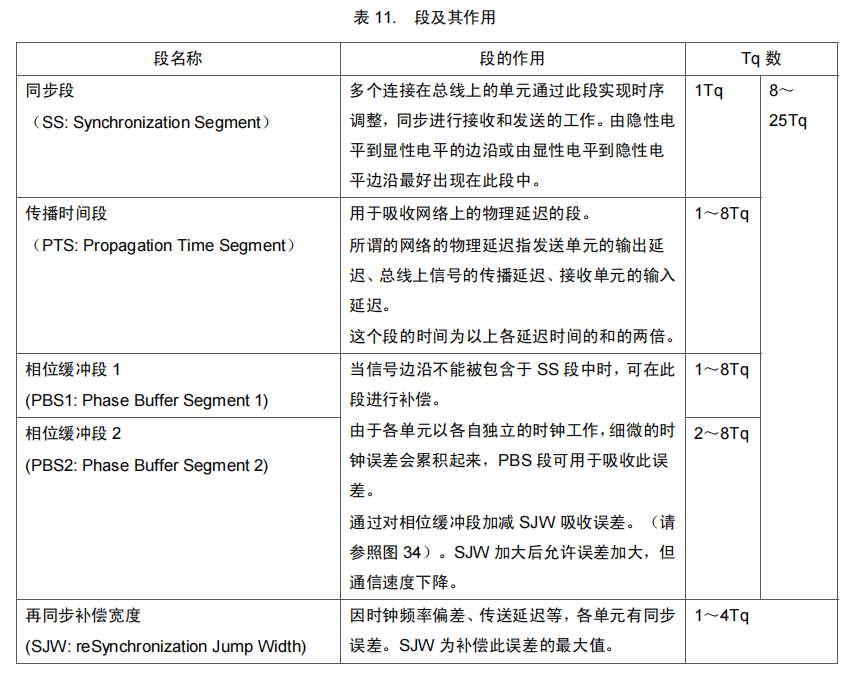 表 11. 段及其作用
段名称 段的作用 Tq 数
同步段
（SS: Synchronization Segment）
多个连接在总线上的单元通过此段实现时序
调整，同步进行接收和发送的工作。由隐性电
平到显性电平的边沿或由显性电平到隐性电
平边沿最好出现在此段中。
1Tq
8～
25Tq
传播时间段
（PTS: Propagation Time Segment）
用于吸收网络上的物理延迟的段。
所谓的网络的物理延迟指发送单元的输出延
迟、总线上信号的传播延迟、接收单元的输入
延迟。
这个段的时间为以上各延迟时间的和的两倍。
1～8Tq
相位缓冲段 1
(PBS1: Phase Buffer Segment 1)
当信号边沿不能被包含于 SS 段中时，可在此
段进行补偿。
1～8Tq
相位缓冲段 2
(PBS2: Phase Buffer Segment 2)
由于各单元以各自独立的时钟工作，细微的时
钟误差会累积起来，PBS 段可用于吸收此误
差。
通过对相位缓冲段加减 SJW 吸收误差。（请
参照图 34）。SJW 加大后允许误差加大，但
通信速度下降。
2～8Tq
再同步补偿宽度
(SJW: reSynchronization Jump Width)
因时钟频率偏差、传送延迟等，各单元有同步
误差。SJW 为补偿此误差的最大值。
1～4Tq